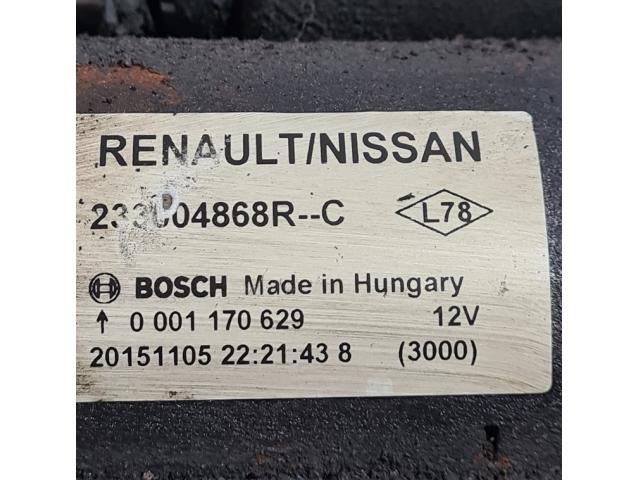 RENAULT/NISSAN
233004868R--C L78
BOSCH Made in Hungary
↑ 0 001 170 629 12V
20151105 22:21:43 8 (3000)